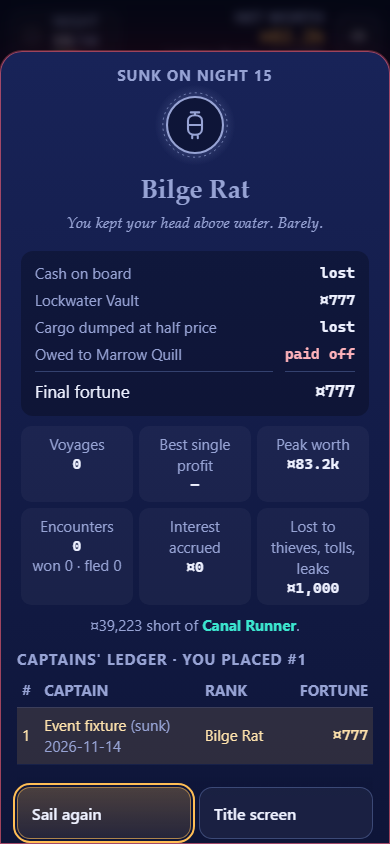 SUNK ON NIGHT 15
Bilge Rat
You kept your head above water. Barely.
Cash on board lost
Lockwater Vault ¤777
Cargo dumped at half price lost
Owed to Marrow Quill paid off
Final fortune ¤777
Voyages
0
Best single
profit
–
Peak worth
¤83.2k
Encounters
0
won 0 · fled 0
Interest
accrued
¤0
Lost to
thieves, tolls,
leaks
¤1,000
¤39,223 short of Canal Runner.
CAPTAINS' LEDGER · YOU PLACED #1
# CAPTAIN RANK FORTUNE
1 Event fixture (sunk) Bilge Rat ¤777
2026-11-14
Sail again
Title screen